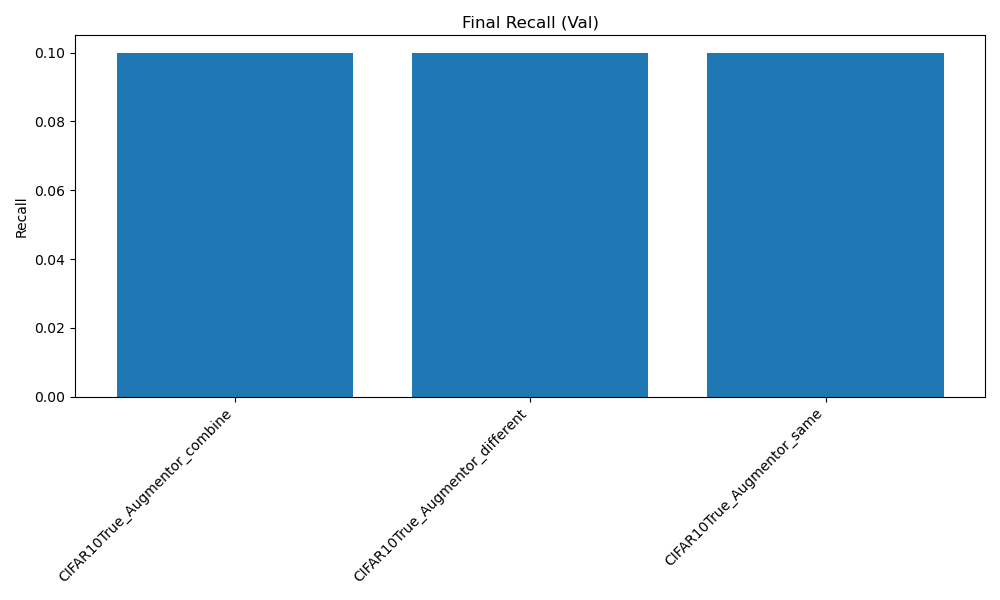 Final Recall (Val)
0.10
0.08
0.06
0.04
0.02
0.00
Recall
CIFAR10True_Augmentor_combine
CIFAR10True_Augmentor_different
CIFAR10True_Augmentor_same